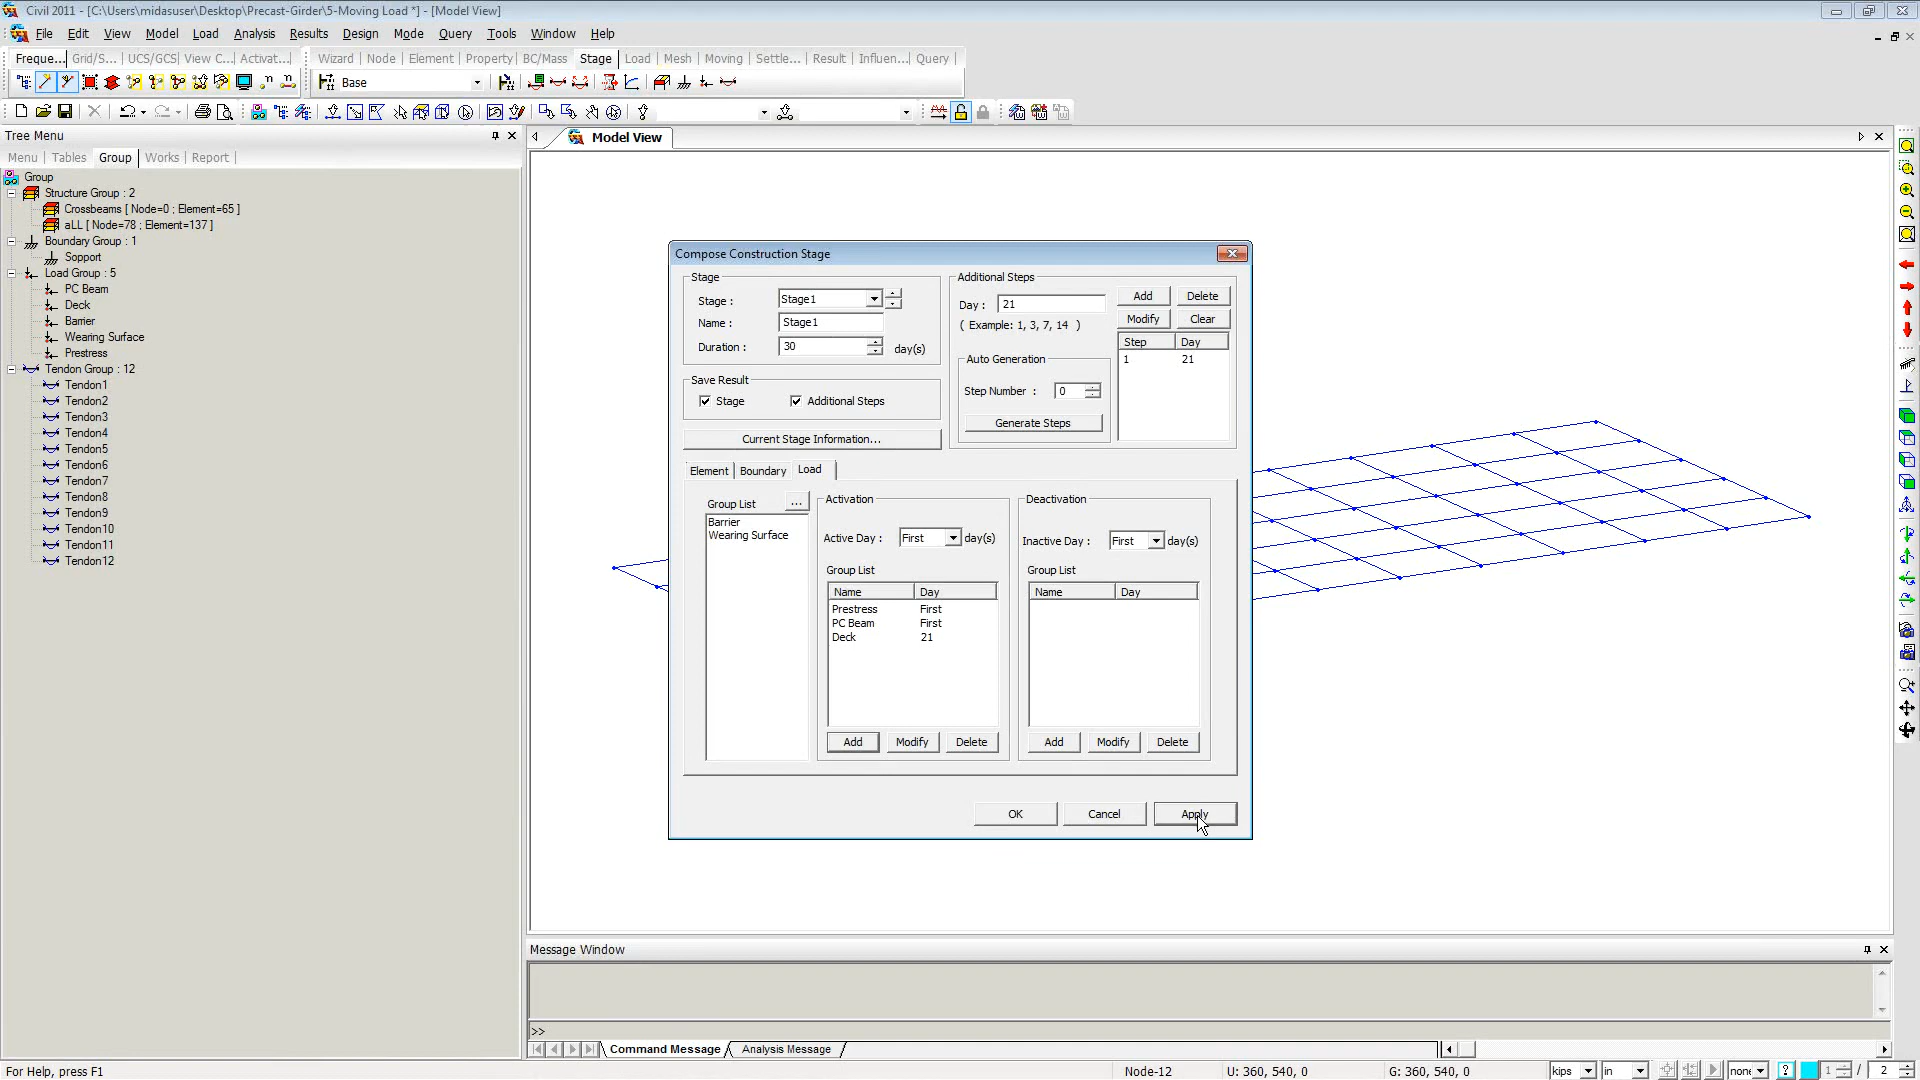 Civil 2011 - [C:\Users\midasuser\Desktop\Precast-Girder\5-Moving Load *] - [Model View]
File Edit View Model Load Analysis Results Design Mode Query Tools Window Help
Freque... Grid/S... UCS/GCS View C... Activat... Wizard Node Element Property BC/Mass Stage Load Mesh Moving Settle... Result Influen... Query
Base
Tree Menu
Menu Tables Group Works Report
Group
Structure Group : 2
Crossbeams [ Node=0 ; Element=65 ]
aLL [ Node=78 ; Element=137 ]
Boundary Group : 1
Sopport
Load Group : 5
PC Beam
Deck
Barrier
Wearing Surface
Prestress
Tendon Group : 12
Tendon1
Tendon2
Tendon3
Tendon4
Tendon5
Tendon6
Tendon7
Tendon8
Tendon9
Tendon10
Tendon11
Tendon12
Model View
Compose Construction Stage
Stage
Stage : Stage1
Name : Stage1
Duration : 30 day(s)
Save Result
Stage Additional Steps
Current Stage Information...
Additional Steps
Day : 21
( Example: 1, 3, 7, 14 )
Add Delete
Modify Clear
Step Day
1 21
Auto Generation
Step Number : 0
Generate Steps
Element Boundary Load
Group List ...
Barrier
Wearing Surface
Activation
Active Day : First day(s)
Group List
Name Day
Prestress First
PC Beam First
Deck 21
Add Modify Delete
Deactivation
Inactive Day : First day(s)
Group List
Name Day
Add Modify Delete
OK Cancel Apply
Message Window
>>
Command Message Analysis Message
For Help, press F1
Node-12
U: 360, 540, 0
G: 360, 540, 0
kips in none ? 1 / 2